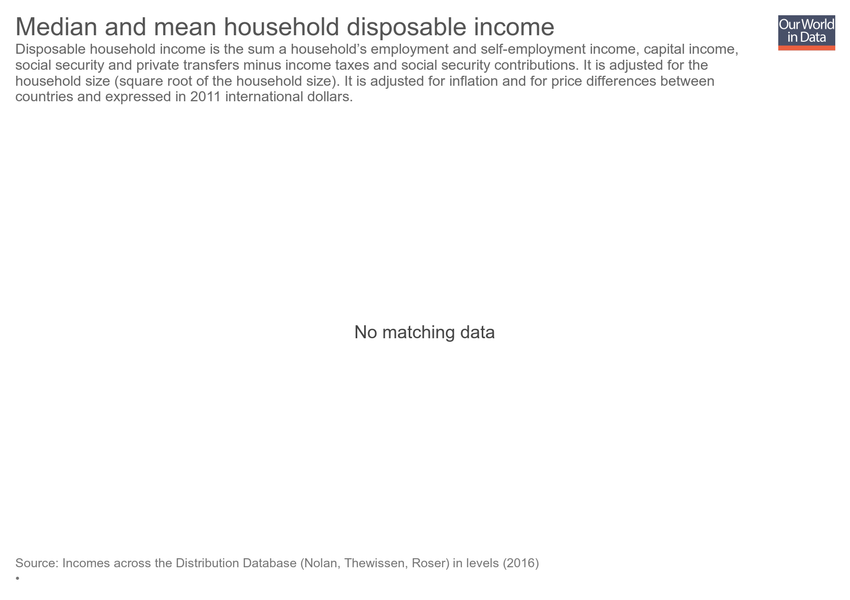 Median and mean household disposable income
Our World
in Data
Disposable household income is the sum a household's employment and self-employment income, capital income,
social security and private transfers minus income taxes and social security contributions. It is adjusted for the
household size (square root of the household size). It is adjusted for inflation and for price differences between
countries and expressed in 2011 international dollars.
No matching data
Source: Incomes across the Distribution Database (Nolan, Thewissen, Roser) in levels (2016)
•